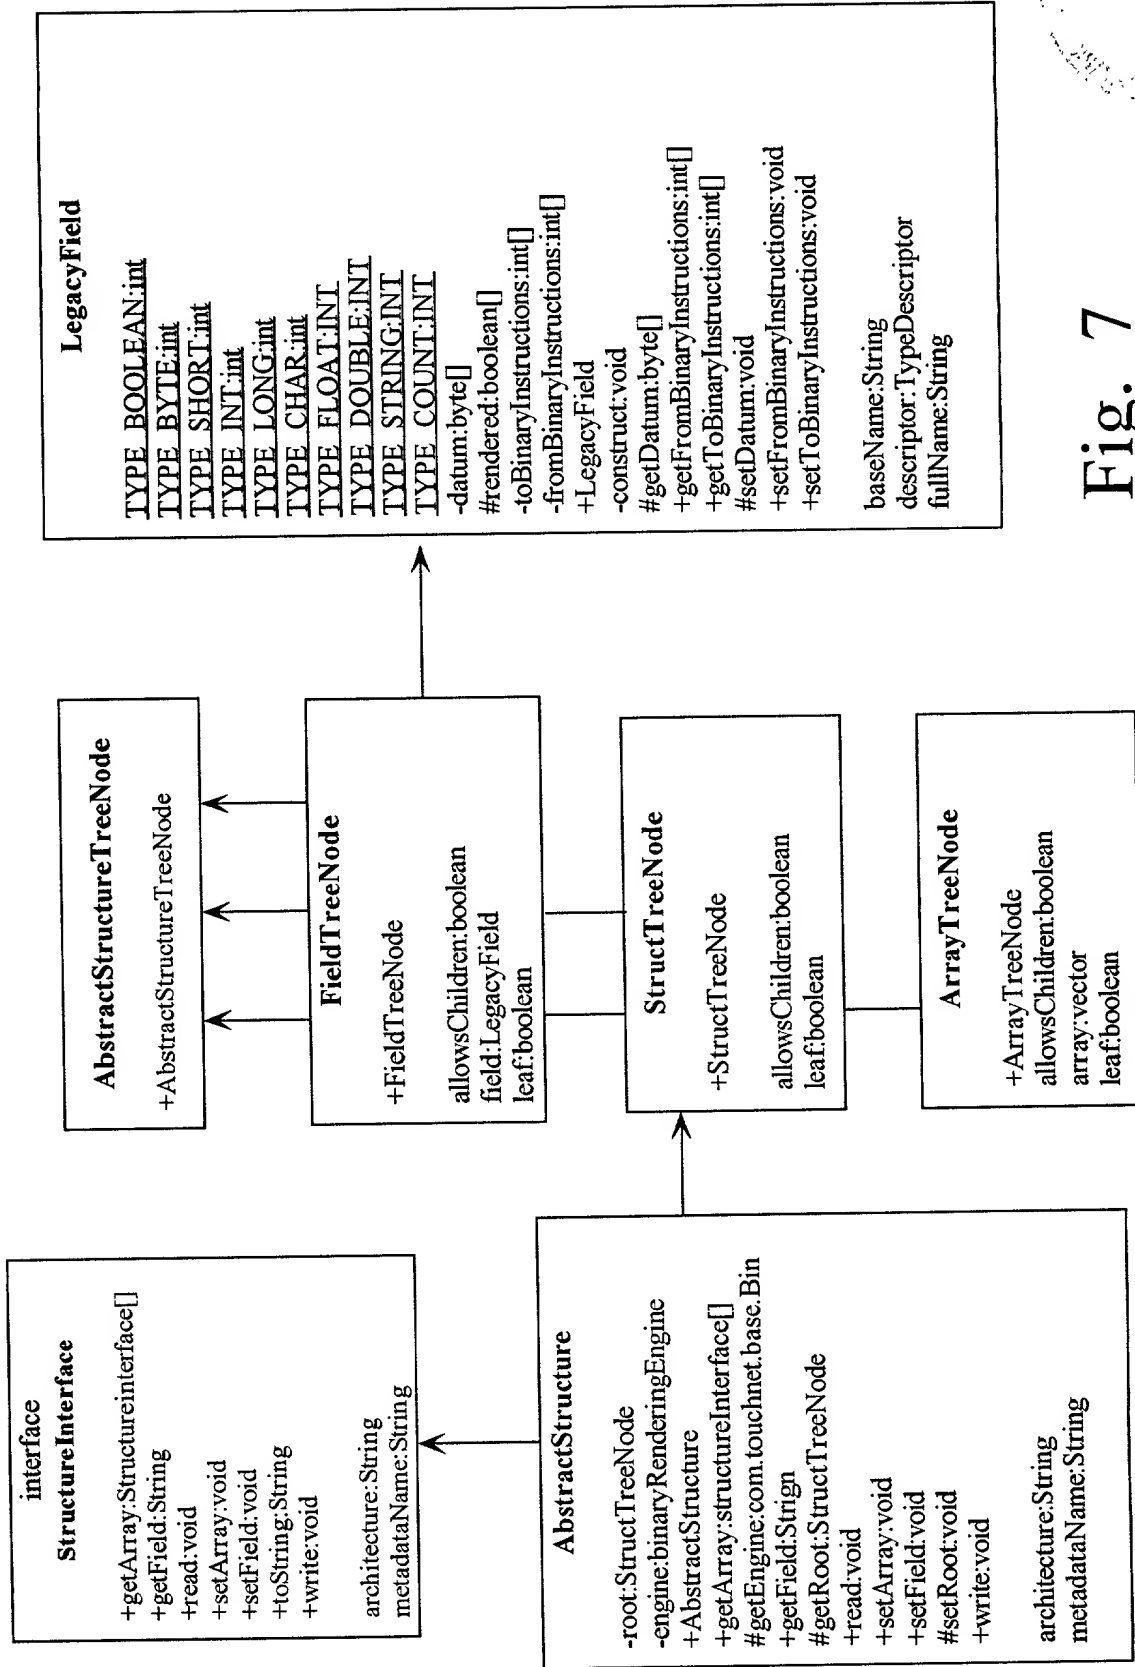 interface
StructureInterface
+getArray:Structureinterface[]
+getField:String
+read:void
+setArray:void
+setField:void
+toString:String
+write:void
architecture:String
metadataName:String
AbstractStructure
-root:StructTreeNode
-engine:binaryRenderingEngine
+AbstractStructure
+getArray:structureInterface[]
#getEngine:com.touchnet.base.Bin
+getField:Strign
#getRoot:StructTreeNode
+read:void
+setArray:void
+setField:void
#setRoot:void
+write:void
architecture:String
metadataName:String
AbstractStructureTreeNode
+AbstractStructureTreeNode
FieldTreeNode
+FieldTreeNode
allowsChildren:boolean
field:LegacyField
leaf:boolean
StructTreeNode
+StructTreeNode
allowsChildren:boolean
leaf:boolean
ArrayTreeNode
+ArrayTreeNode
allowsChildren:boolean
array:vector
leaf:boolean
LegacyField
TYPE_BOOLEAN:int
TYPE_BYTE:int
TYPE_SHORT:int
TYPE_INT:int
TYPE_LONG:int
TYPE_CHAR:int
TYPE_FLOAT:INT
TYPE_DOUBLE:INT
TYPE_STRING:INT
TYPE_COUNT:INT
-datum:byte[]
#rendered:boolean[]
-toBinaryInstructions:int[]
-fromBinaryInstructions:int[]
+LegacyField
-construct:void
#getDatum:byte[]
+getFromBinaryInstructions:int[]
+getToBinaryInstructions:int[]
#setDatum:void
+setFromBinaryInstructions:void
+setToBinaryInstructions:void
baseName:String
descriptor:TypeDescriptor
fullName:String
Fig. 7